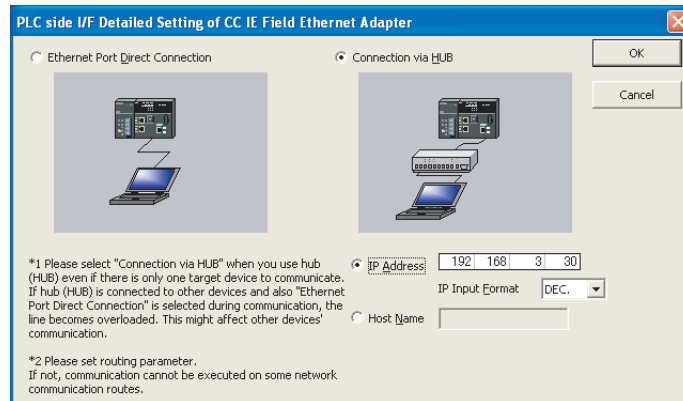 PLC side I/F Detailed Setting of CC IE Field Ethernet Adapter
Ethernet Port Direct Connection
Connection via HUB
OK
Cancel
*1 Please select "Connection via HUB" when you use hub
(HUB) even if there is only one target device to communicate.
If hub (HUB) is connected to other devices and also "Ethernet
Port Direct Connection" is selected during communication, the
line becomes overloaded. This might affect other devices'
communication.
*2 Please set routing parameter.
If not, communication cannot be executed on some network
communication routes.
IP Address 192 168 3 30
IP Input Format DEC.
Host Name